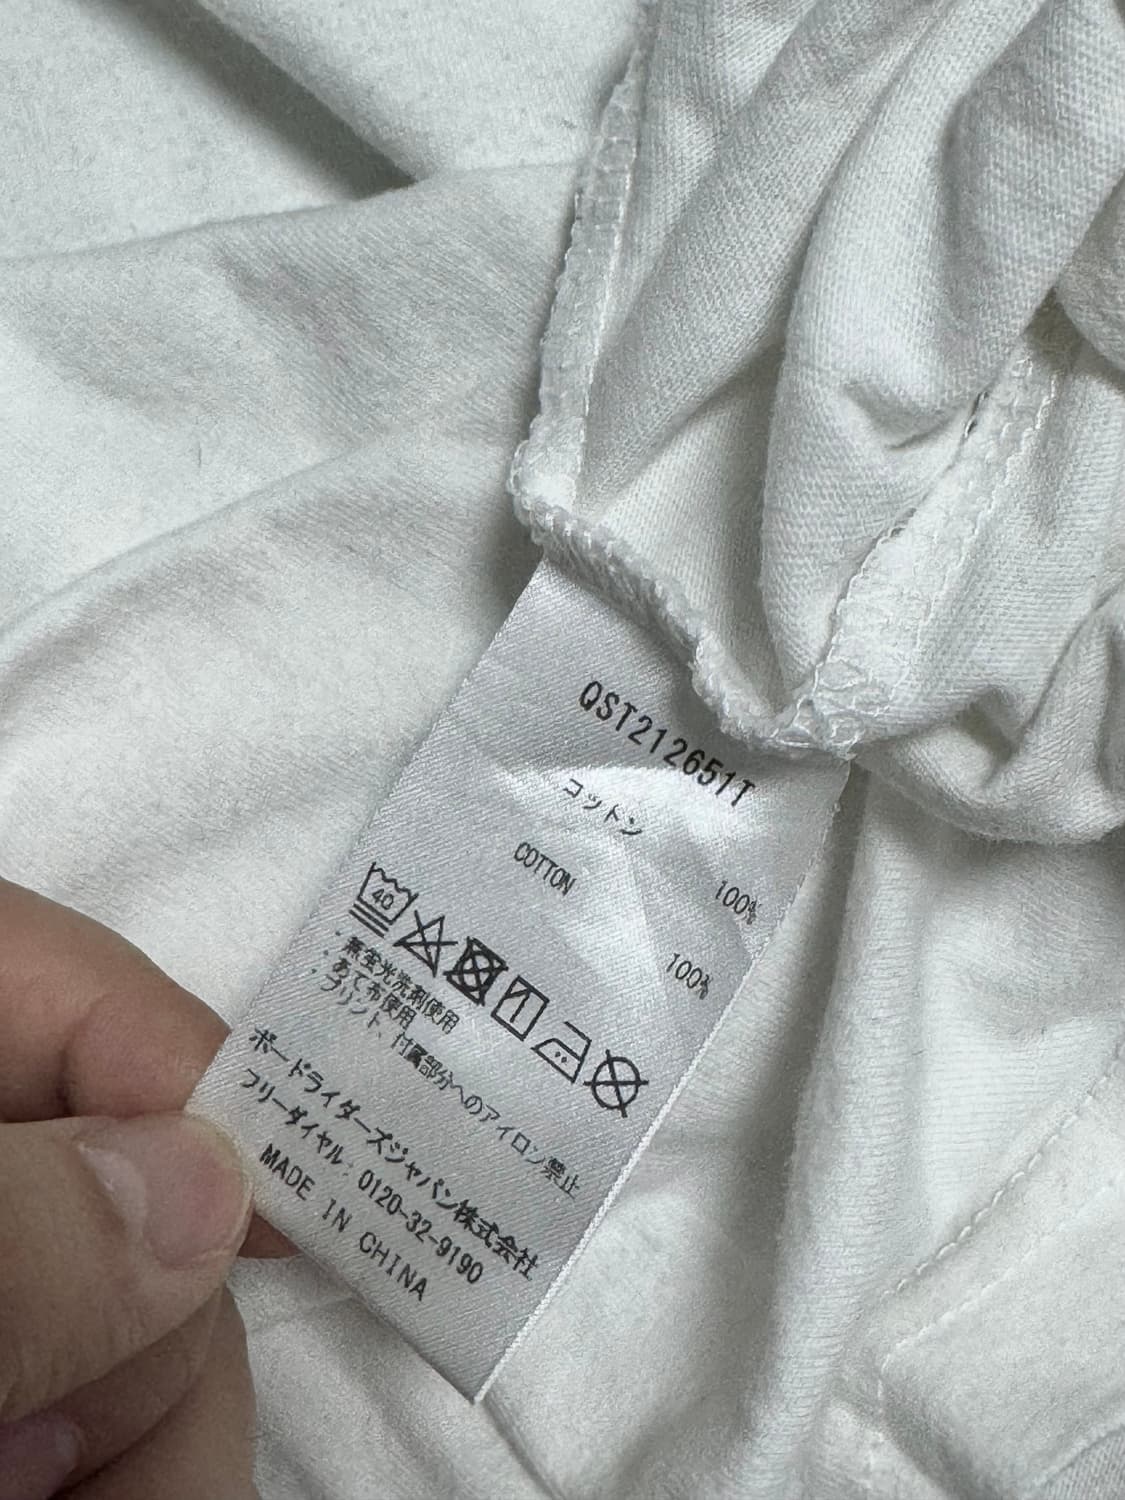 QST212651T
コットン 100%
COTTON 100%
40
・無蛍光洗剤使用
・あて布使用
・プリント、付属部分へのアイロン禁止
ボードライダーズジャパン株式会社
フリーダイヤル:0120-32-9190
MADE IN CHINA